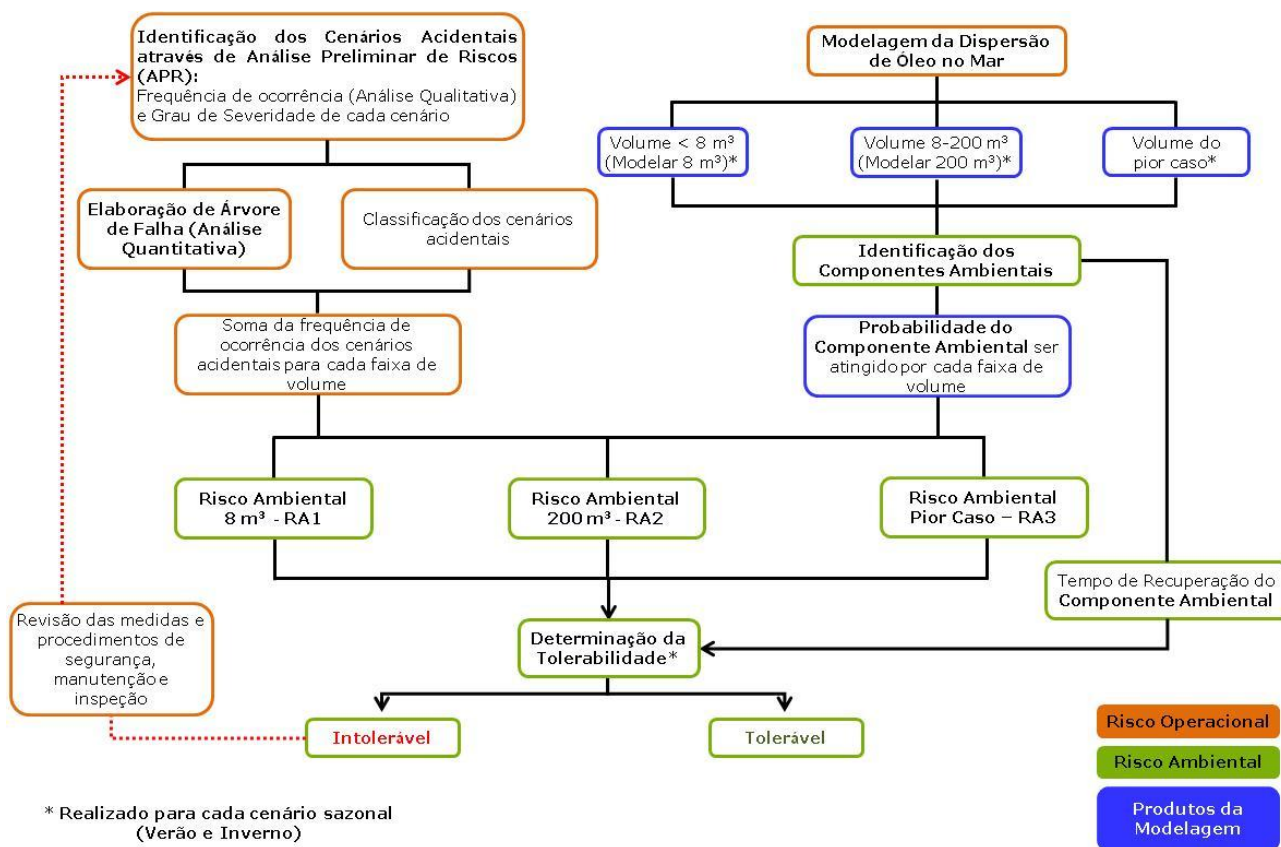 Identificação dos Cenários Acidentais
através de Análise Preliminar de Riscos
(APR):
Frequência de ocorrência (Análise Qualitativa)
e Grau de Severidade de cada cenário
Modelagem da Dispersão
de Óleo no Mar
Volume < 8 m³
(Modelar 8 m³)*
Volume 8-200 m³
(Modelar 200 m³)*
Volume do
pior caso*
Elaboração de Árvore
de Falha (Análise
Quantitativa)
Classificação dos cenários
acidentais
Identificação dos
Componentes Ambientais
Soma da frequência de
ocorrência dos cenários
acidentais para cada faixa de
volume
Probabilidade do
Componente Ambiental ser
atingido por cada faixa de
volume
Risco Ambiental
8 m³ - RA1
Risco Ambiental
200 m³ - RA2
Risco Ambiental
Pior Caso – RA3
Tempo de Recuperação do
Componente Ambiental
Revisão das medidas e
procedimentos de
segurança,
manutenção e
inspeção
Determinação da
Tolerabilidade*
Intolerável
Tolerável
Risco Operacional
Risco Ambiental
Produtos da
Modelagem
* Realizado para cada cenário sazonal
(Verão e Inverno)